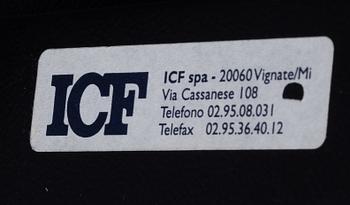 ICF
ICF spa - 20060 Vignate/Mi
Via Cassanese 108
Telefono 02.95.08.031
Telefax 02.95.36.40.12